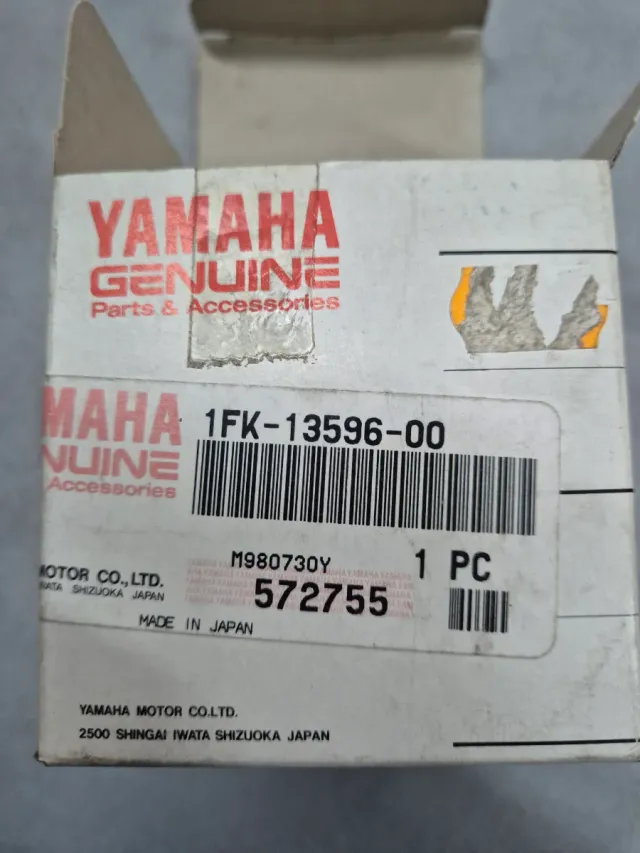 YAMAHA
GENUINE
Parts & Accessories
MAHA
NUINE
Accessories
1FK-13596-00
M980730Y
1 PC
MOTOR CO.,LTD.
IWATA SHIZUOKA JAPAN
572755
MADE IN JAPAN
YAMAHA MOTOR CO.LTD.
2500 SHINGAI IWATA SHIZUOKA JAPAN